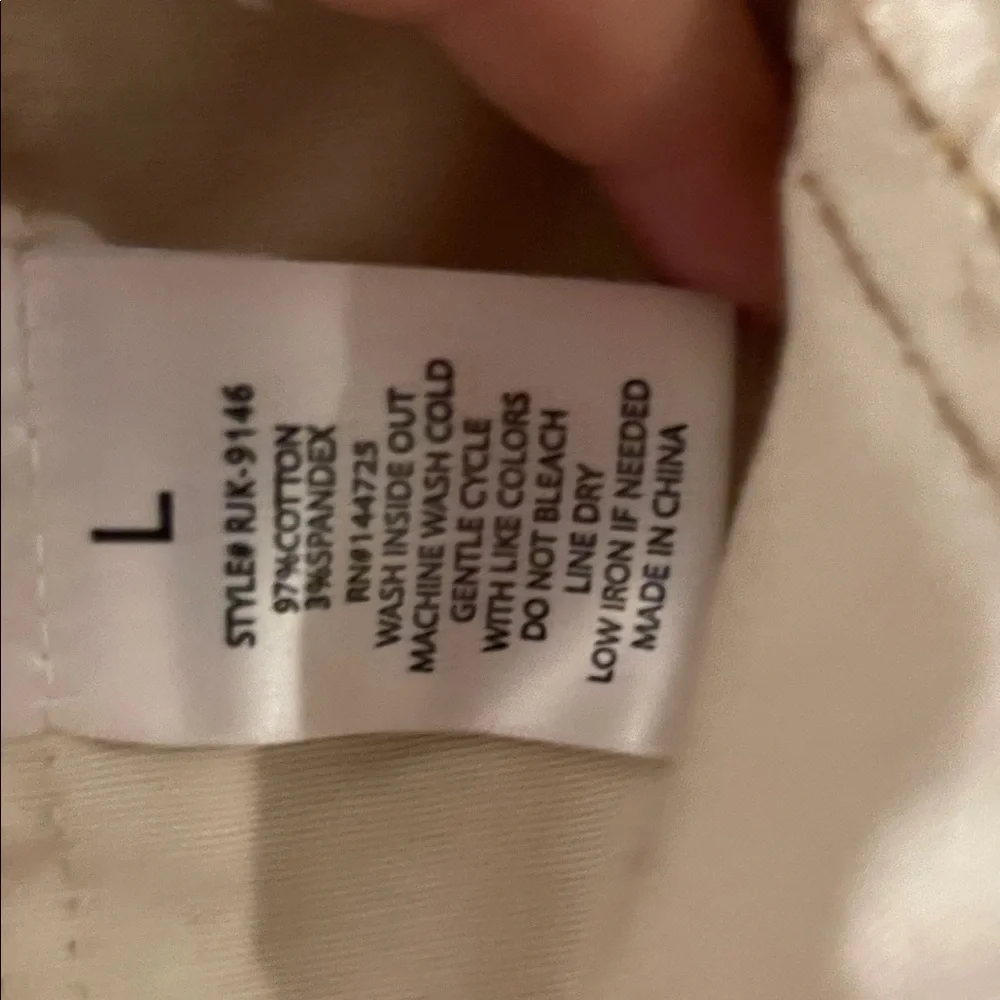 L
STYLE# RJK-9146
97%COTTON
3%SPANDEX
RN#144725
WASH INSIDE OUT
MACHINE WASH COLD
GENTLE CYCLE
WITH LIKE COLORS
DO NOT BLEACH
LINE DRY
LOW IRON IF NEEDED
MADE IN CHINA